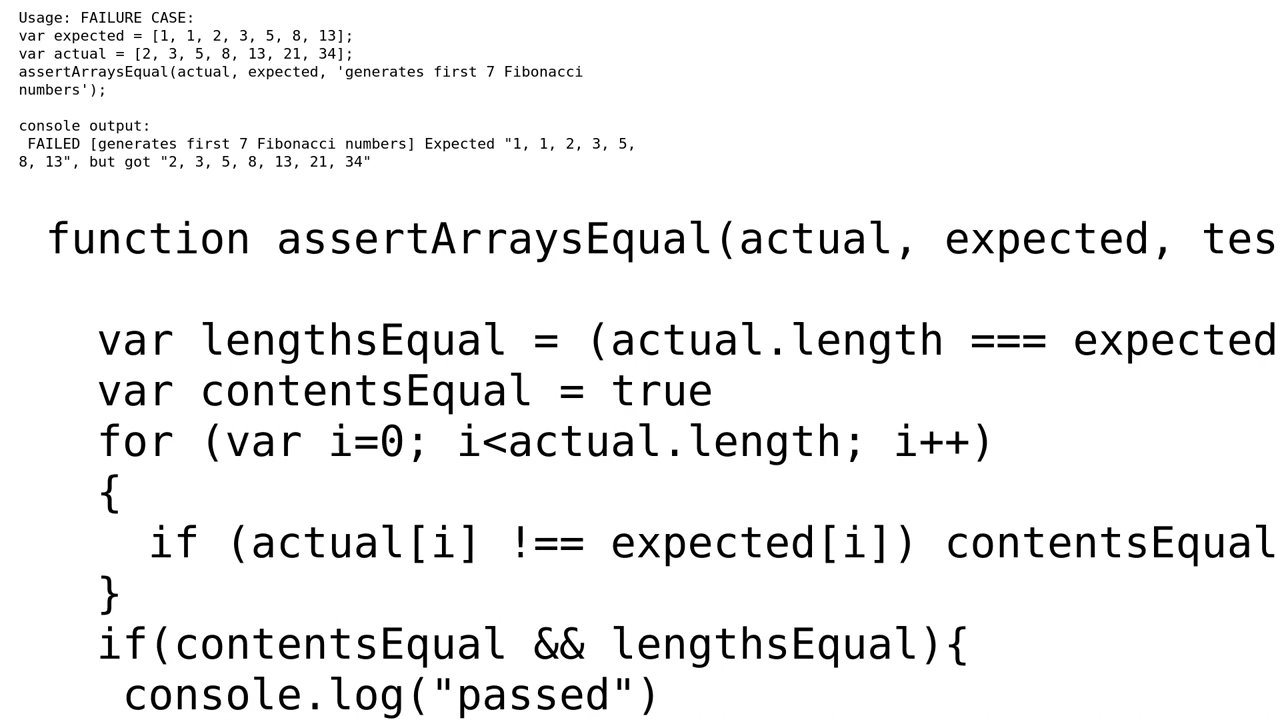 Usage: FAILURE CASE:
var expected = [1, 1, 2, 3, 5, 8, 13];
var actual = [2, 3, 5, 8, 13, 21, 34];
assertArraysEqual(actual, expected, 'generates first 7 Fibonacci
numbers');
console output:
FAILED [generates first 7 Fibonacci numbers] Expected "1, 1, 2, 3, 5,
8, 13", but got "2, 3, 5, 8, 13, 21, 34"
function assertArraysEqual(actual, expected, tes
var lengthsEqual = (actual.length === expected
var contentsEqual = true
for (var i=0; i<actual.length; i++)
{
if (actual[i] !== expected[i]) contentsEqual
}
if(contentsEqual && lengthsEqual){
console.log("passed")